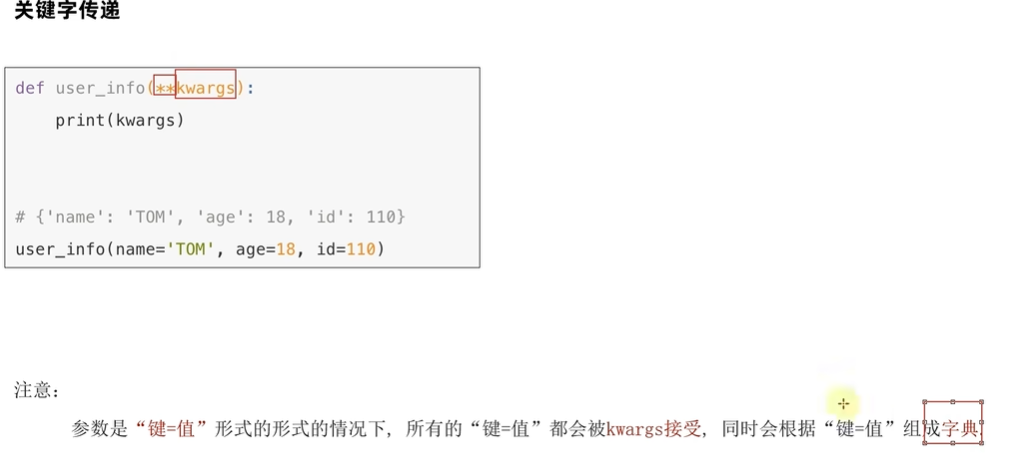 关键字传递
def user_info(**kwargs):
print(kwargs)
# {'name': 'TOM', 'age': 18, 'id': 110}
user_info(name='TOM', age=18, id=110)
注意：
参数是“键=值”形式的形式的情况下, 所有的“键=值”都会被kwargs接受, 同时会根据“键=值”组成字典.